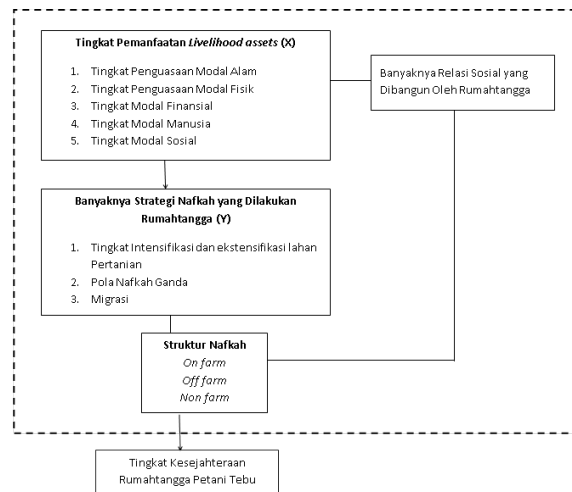 Tingkat Pemanfaatan Livelihood assets (X)
1. Tingkat Penguasaan Modal Alam
2. Tingkat Penguasaan Modal Fisik
3. Tingkat Modal Finansial
4. Tingkat Modal Manusia
5. Tingkat Modal Sosial
Banyaknya Relasi Sosial yang
Dibangun Oleh Rumahtangga
Banyaknya Strategi Nafkah yang Dilakukan
Rumahtangga (Y)
1. Tingkat Intensifikasi dan ekstensifikasi lahan
Pertanian
2. Pola Nafkah Ganda
3. Migrasi
Struktur Nafkah
On farm
Off farm
Non farm
Tingkat Kesejahteraan
Rumahtangga Petani Tebu